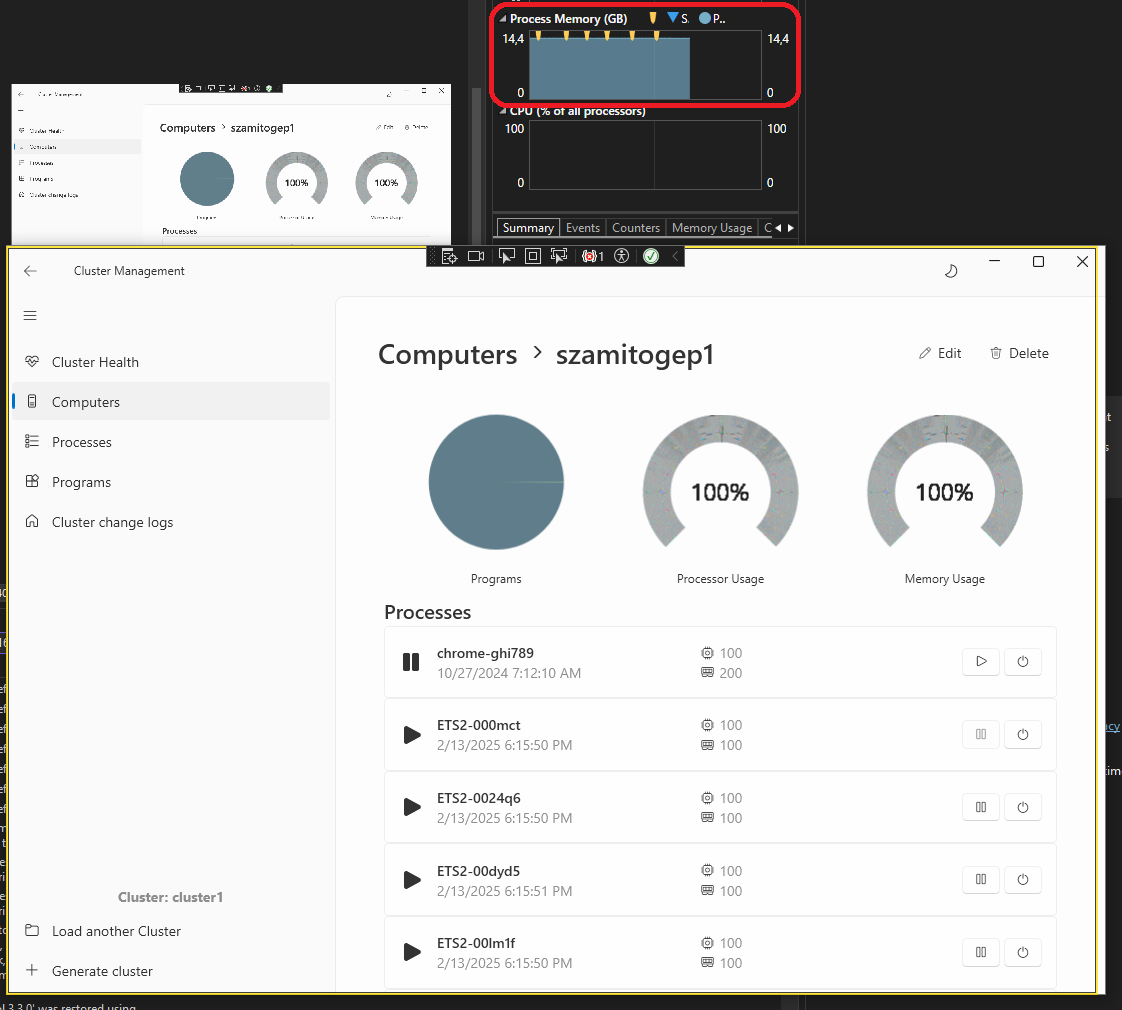 Process Memory (GB) S. P..
14,4 14,4
0 0
CPU (% of all processors)
100 100
0 0
Summary Events Counters Memory Usage C
Cluster Management
Computers > szamitogep1
Edit Delete
Cluster Health
Computers
Processes
Programs
Cluster change logs
100% 100%
Programs Processor Usage Memory Usage
Processes
1
Cluster Management
Cluster Health
Computers
Processes
Programs
Cluster change logs
Cluster: cluster1
Load another Cluster
Generate cluster
Computers > szamitogep1
Edit Delete
100% 100%
Programs Processor Usage Memory Usage
Processes
chrome-ghi789 100
10/27/2024 7:12:10 AM 200
ETS2-000mct 100
2/13/2025 6:15:50 PM 100
ETS2-0024q6 100
2/13/2025 6:15:50 PM 100
ETS2-00dyd5 100
2/13/2025 6:15:51 PM 100
ETS2-00lm1f 100
2/13/2025 6:15:50 PM 100
was restored using